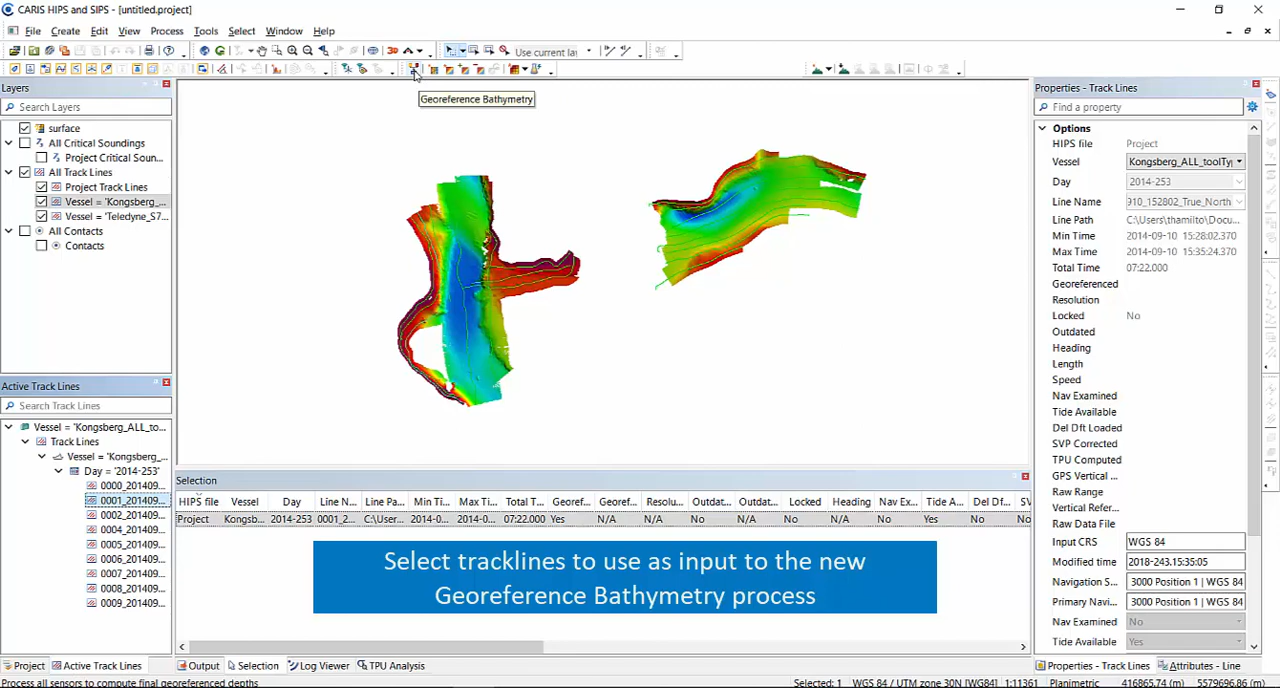 CARIS HIPS and SIPS - [untitled.project]
File Create Edit View Process Tools Select Window Help
3D Use current lay
Georeference Bathymetry
Layers
Search Layers
surface
All Critical Soundings
Project Critical Soun...
All Track Lines
Project Track Lines
Vessel = 'Kongsberg_...
Vessel = 'Teledyne_S7...
All Contacts
Contacts
Active Track Lines
Search Track Lines
Vessel = 'Kongsberg_ALL_to...
Track Lines
Vessel = 'Kongsberg_...
Day = '2014-253'
0000_201409...
0001_201409...
0002_201409...
0004_201409...
0005_201409...
0006_201409...
0007_201409...
0008_201409...
0009_201409...
Project Active Track Lines
Selection
HIPS file Vessel Day Line N... Line Pa... Min Ti... Max Ti... Total T... Georef... Georef... Resolu... Outdat... Outdat... Locked Heading Nav Ex... Tide A... Del Df... SV
Project Kongsb... 2014-253 0001_2... C:\User... 2014-0... 2014-0... 07:22.000 Yes N/A N/A No N/A No N/A No Yes No No
Select tracklines to use as input to the new
Georeference Bathymetry process
Output Selection Log Viewer TPU Analysis
Properties - Track Lines
Find a property
Options
HIPS file Project
Vessel Kongsberg_ALL_toolTyp
Day 2014-253
Line Name 910_152802_True_North
Line Path C:\Users\thamiito\Docu...
Min Time 2014-09-10 15:28:02.370
Max Time 2014-09-10 15:35:24.370
Total Time 07:22.000
Georeferenced
Resolution
Locked No
Outdated
Heading
Length
Speed
Nav Examined
Tide Available
Del Dft Loaded
SVP Corrected
TPU Computed
GPS Vertical ...
Raw Range
Vertical Refer...
Raw Data File
Input CRS WGS 84
Modified time 2018-243.15:35:05
Navigation S... 3000 Position 1 | WGS 84
Primary Navi... 3000 Position 1 | WGS 84
Nav Examined No
Tide Available Yes
Properties - Track Lines Attributes - Line
Process all sensors to compute final georeferenced depths
Selected: 1 WGS 84 / UTM zone 30N [WG84] 1:11361 Planimetric 416865.74 (m) 5579696.86 (m)